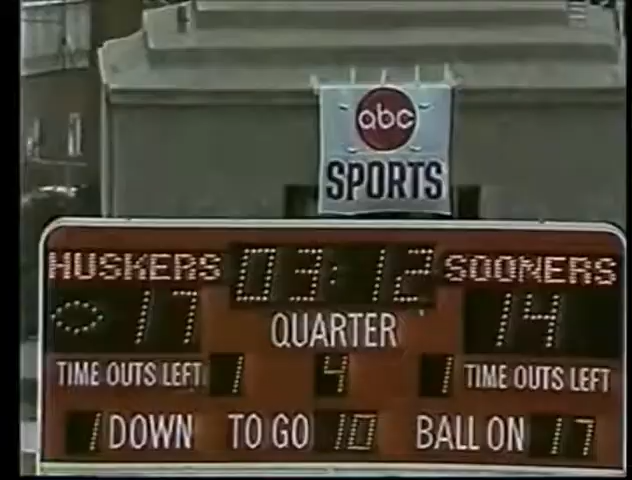 abc
SPORTS
HUSKERS 03:12 SOONERS
17 QUARTER 14
TIME OUTS LEFT 1 4 1 TIME OUTS LEFT
1 DOWN TO GO 10 BALL ON 17